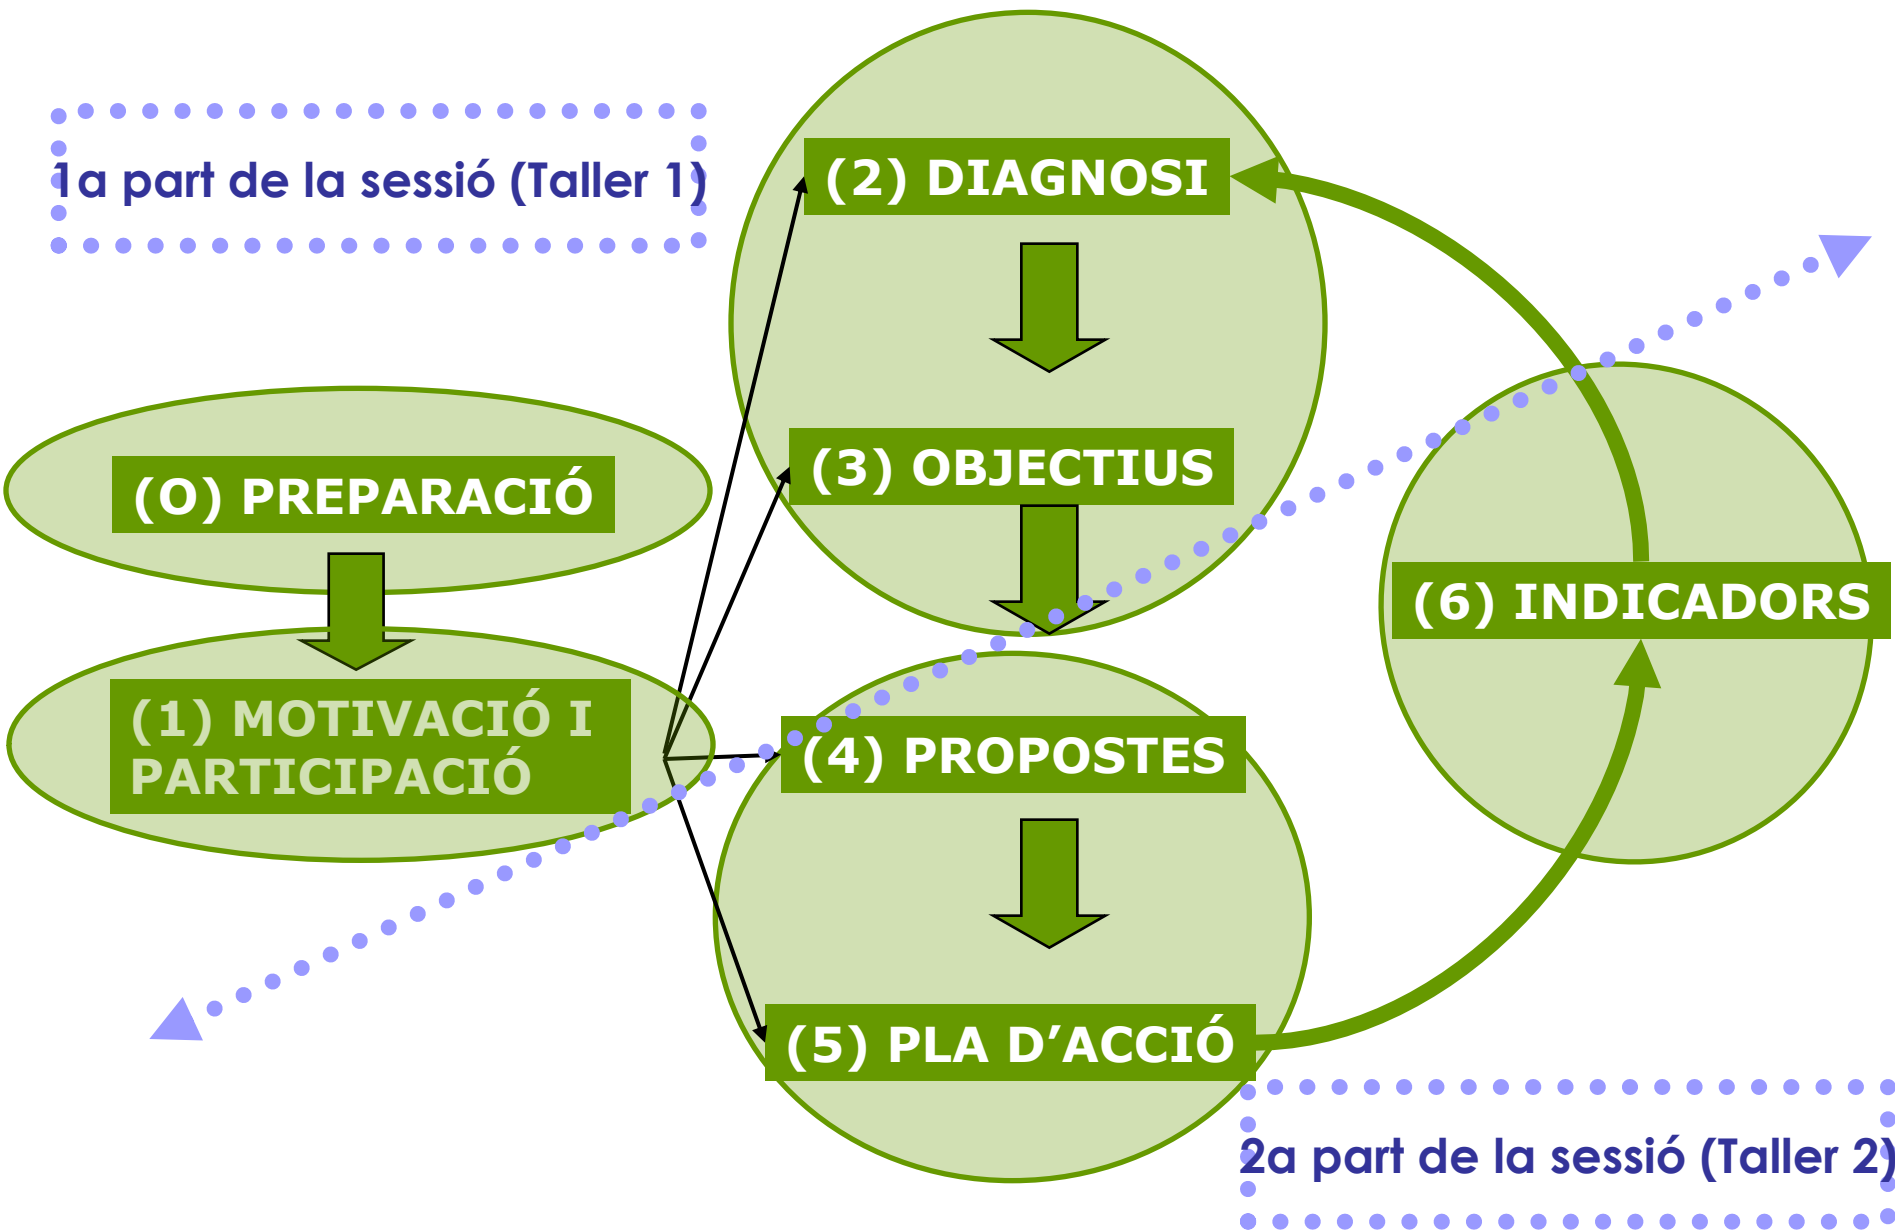 1a part de la sessió (Taller 1)
(2) DIAGNOSI
(3) OBJECTIUS
(O) PREPARACIÓ
(1) MOTIVACIÓ I
PARTICIPACIÓ
(4) PROPOSTES
(5) PLA D’ACCIÓ
(6) INDICADORS
2a part de la sessió (Taller 2)